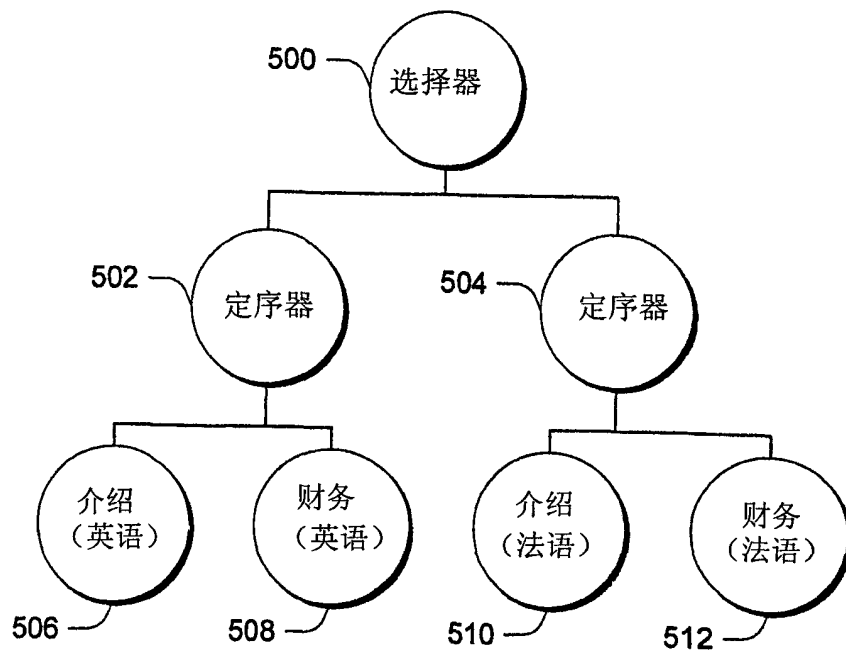 500
选择器
502
定序器
504
定序器
介绍
（英语）
财务
（英语）
介绍
（法语）
财务
（法语）
506
508
510
512